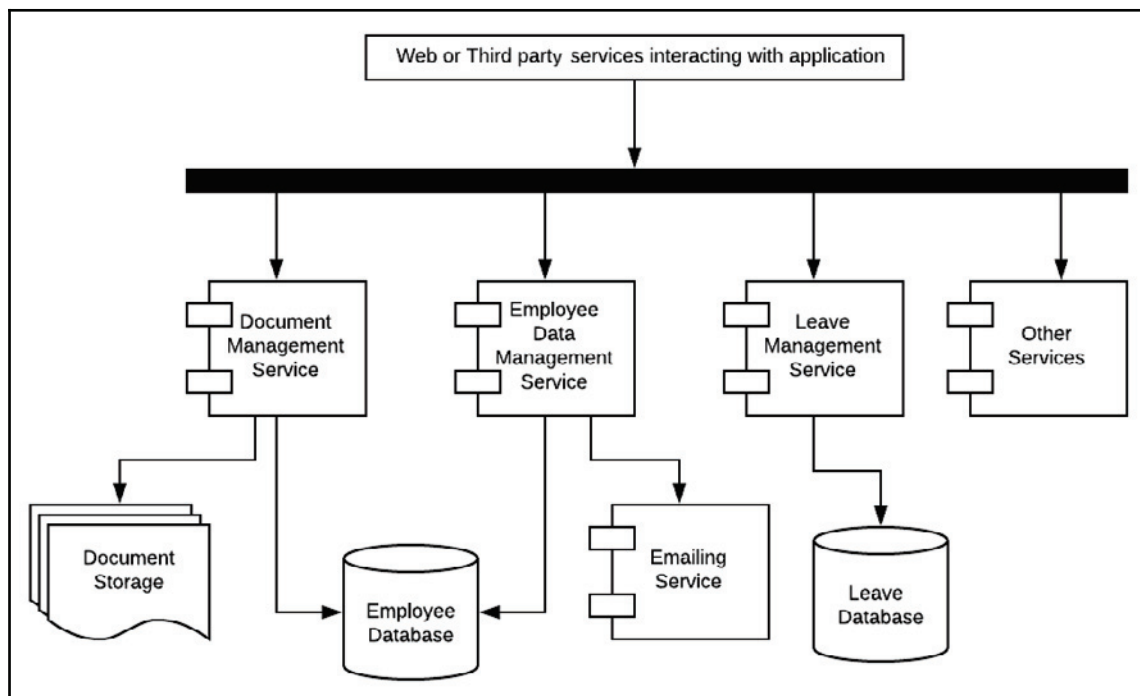 Web or Third party services interacting with application
Document
Management
Service
Employee
Data
Management
Service
Leave
Management
Service
Other
Services
Document
Storage
Employee
Database
Emailing
Service
Leave
Database